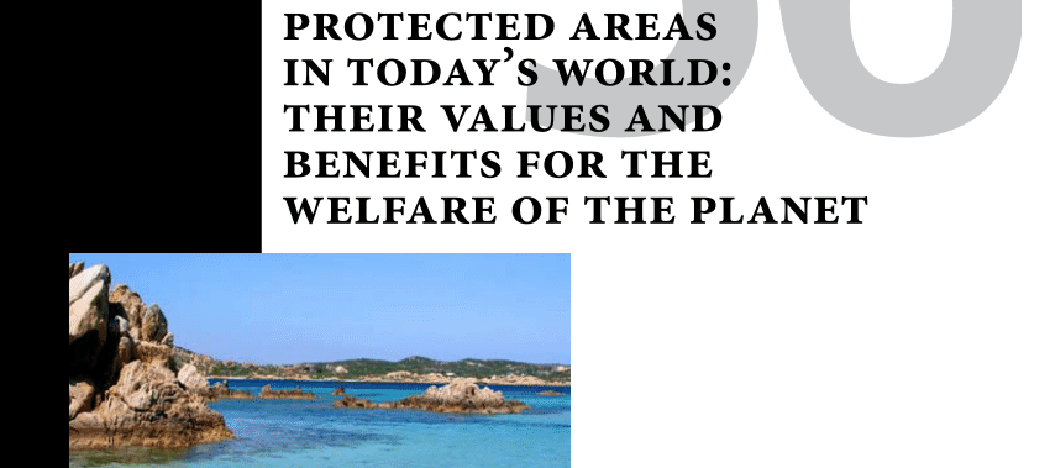 PROTECTED AREAS
IN TODAY’S WORLD:
THEIR VALUES AND
BENEFITS FOR THE
WELFARE OF THE PLANET